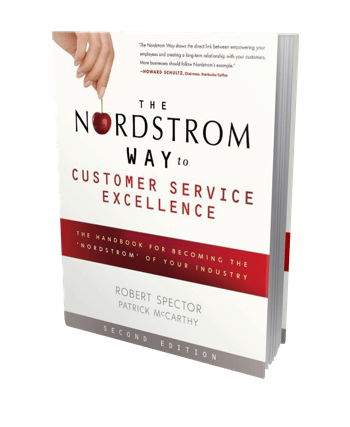 "The Nordstrom Way shows the direct link between empowering your
employees and creating a long-term relationship with your customers.
More businesses should follow Nordstrom's example."
—HOWARD SCHULTZ, Chairman, Starbucks Coffee
THE
NORDSTROM
WAY to
CUSTOMER SERVICE
EXCELLENCE
THE HANDBOOK FOR BECOMING THE
"NORDSTROM" OF YOUR INDUSTRY
ROBERT SPECTOR
PATRICK McCARTHY
SECOND EDITION